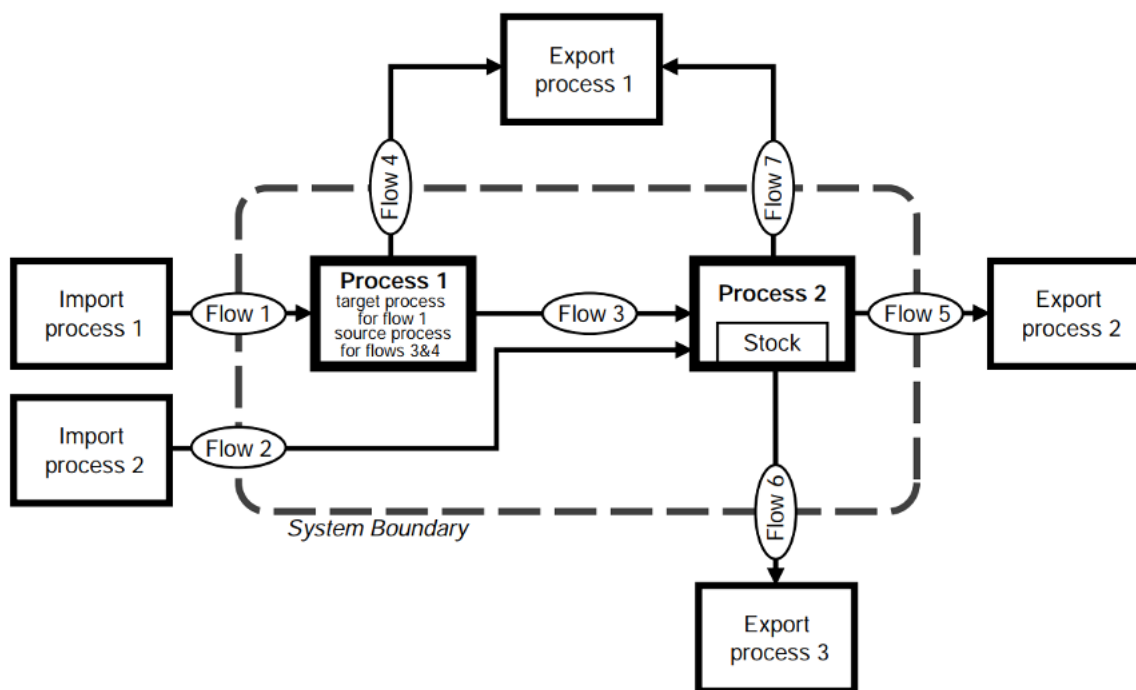 Export
process 1
Flow 4
Flow 7
Import
process 1
Flow 1
Process 1
target process
for flow 1
source process
for flows 3&4
Flow 3
Process 2
Stock
Flow 5
Export
process 2
Import
process 2
Flow 2
Flow 6
System Boundary
Export
process 3